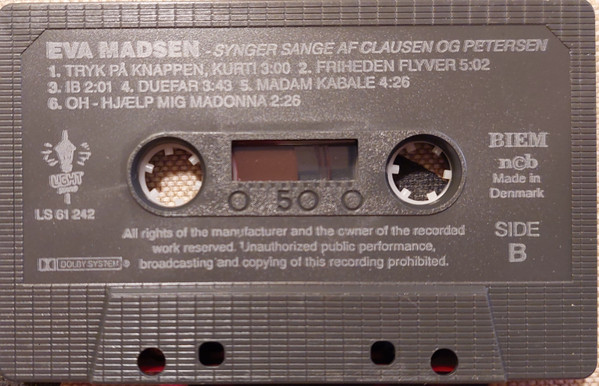 EVA MADSEN - SYNGER SANGE AF CLAUSEN OG PETERSEN
1. TRYK PÅ KNAPPEN, KURT! 3:00 2. FRIHEDEN FLYVER 5:02
3. IB 2:01 4. DUEFAR 3:43 5. MADAM KABALE 4:26
6. OH - HJÆLP MIG MADONNA 2:26
LIGHT
LS 61 242
BIEM
n©b
Made in
Denmark
0 50 0
SIDE
B
All rights of the manufacturer and the owner of the recorded
work reserved. Unauthorized public performance,
broadcasting and copying of this recording prohibited.
DOLBY SYSTEM ®